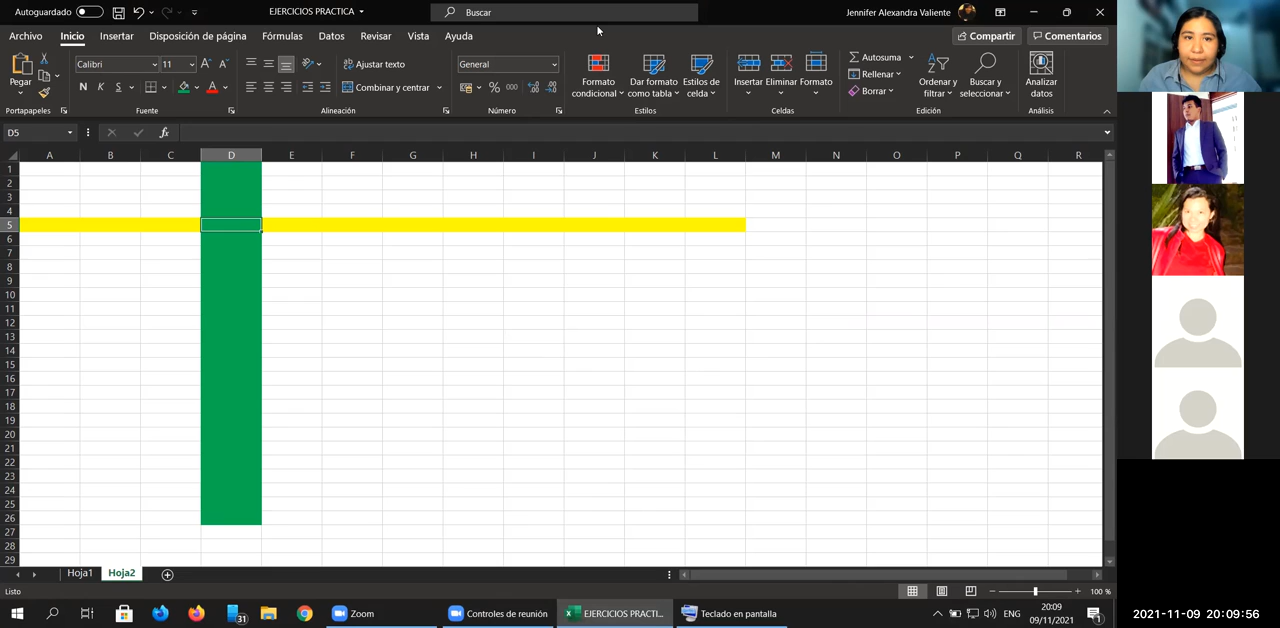 Autoguardado EJERCICIOS PRACTICA Buscar Jennifer Alexandra Valiente
Archivo Inicio Insertar Disposición de página Fórmulas Datos Revisar Vista Ayuda Compartir Comentarios
Pegar Calibri 11 Ajustar texto General Formato condicional Dar formato como tabla Estilos de celda Insertar Eliminar Formato Autosuma Ordenar y filtrar Buscar y seleccionar Analizar datos
N K S Combinar y centrar % 000 Rellenar
Borrar
Portapapeles Fuente Alineación Número Estilos Celdas Edición Análisis
D5 fx
A B C D E F G H I J K L M N O P Q R
1
2
3
4
5
6
7
8
9
10
11
12
13
14
15
16
17
18
19
20
21
22
23
24
25
26
27
28
29
Hoja1 Hoja2
Listo 100 %
31 Zoom Controles de reunión EJERCICIOS PRACTI... Teclado en pantalla ENG 20:09
09/11/2021 1
2021-11-09 20:09:56